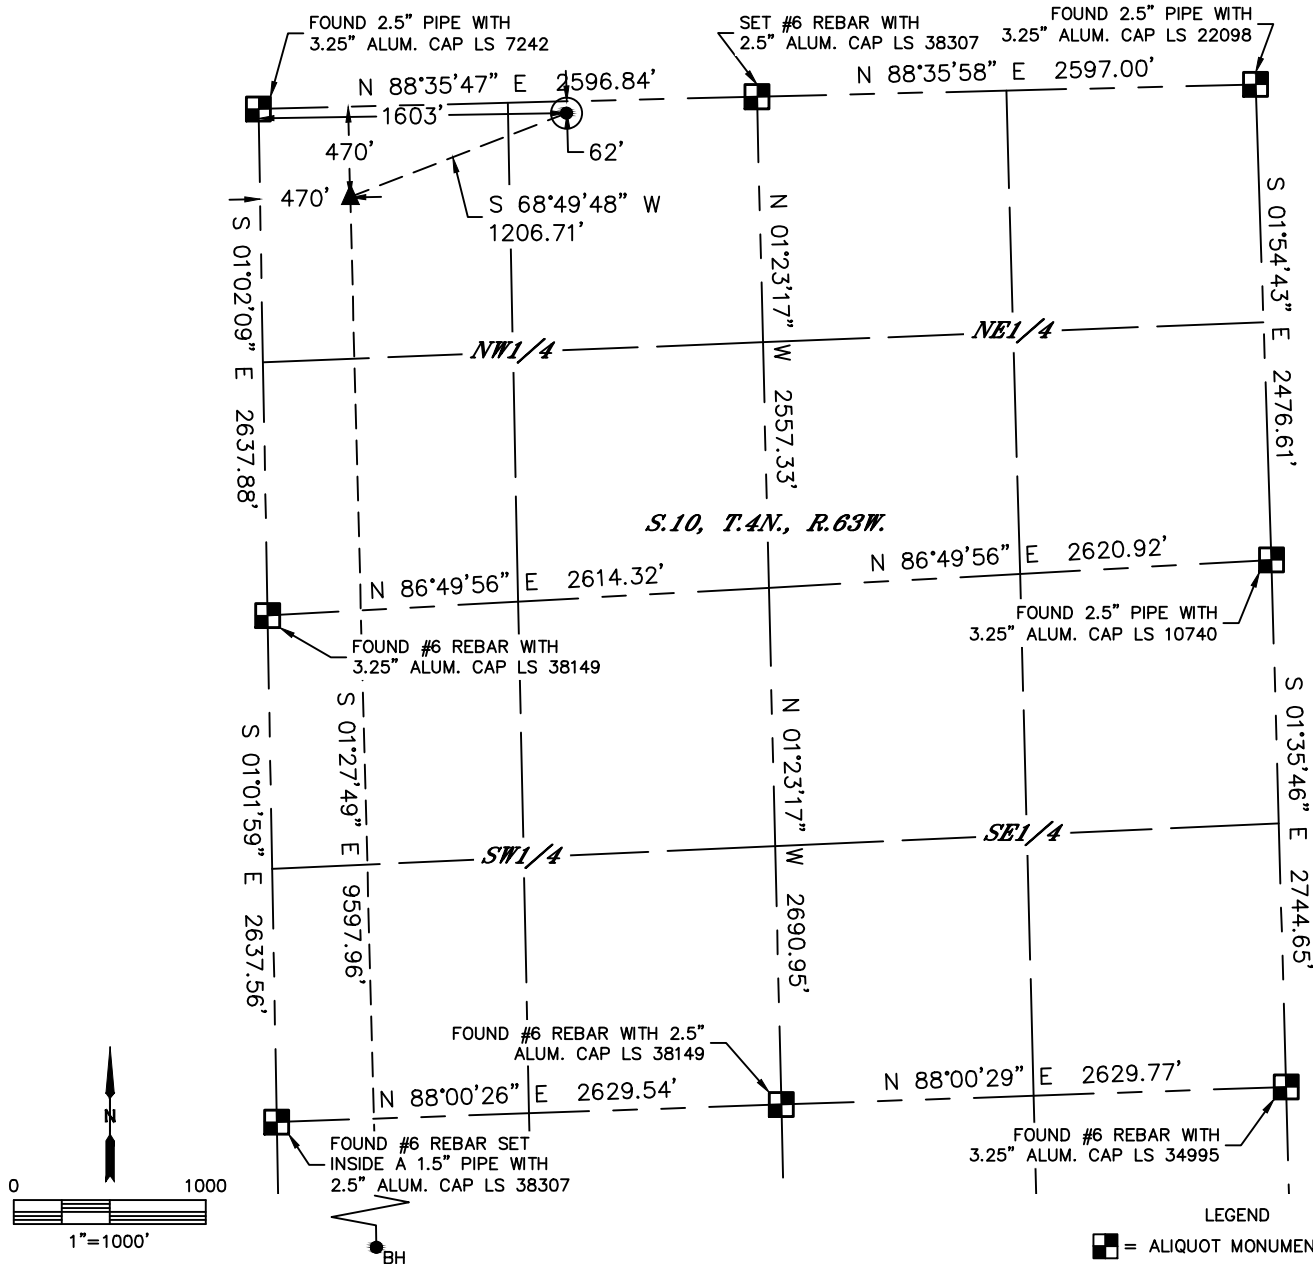 FOUND 2.5" PIPE WITH
3.25" ALUM. CAP LS 7242
SET #6 REBAR WITH
2.5" ALUM. CAP LS 38307
FOUND 2.5" PIPE WITH
3.25" ALUM. CAP LS 22098
N 88°35'47" E 2596.84'
N 88°35'58" E 2597.00'
1603'
470'
62'
470'
S 68°49'48" W
1206.71'
S 01°02'09" E 2637.88'
N 01°23'17" W 2557.33'
S 01°54'43" E 2476.61'
NW1/4
NE1/4
S.10, T.4N., R.63W.
N 86°49'56" E 2614.32'
N 86°49'56" E 2620.92'
FOUND #6 REBAR WITH
3.25" ALUM. CAP LS 38149
FOUND 2.5" PIPE WITH
3.25" ALUM. CAP LS 10740
S 01°01'59" E 2637.56'
S 01°27'49" E 9597.96'
N 01°23'17" W 2690.95'
S 01°35'46" E 2744.65'
SW1/4
SE1/4
FOUND #6 REBAR WITH 2.5"
ALUM. CAP LS 38149
N 88°00'26" E 2629.54'
N 88°00'29" E 2629.77'
FOUND #6 REBAR SET
INSIDE A 1.5" PIPE WITH
2.5" ALUM. CAP LS 38307
FOUND #6 REBAR WITH
3.25" ALUM. CAP LS 34995
N
0 1000
1"=1000'
BH
LEGEND
= ALIQUOT MONUMEN